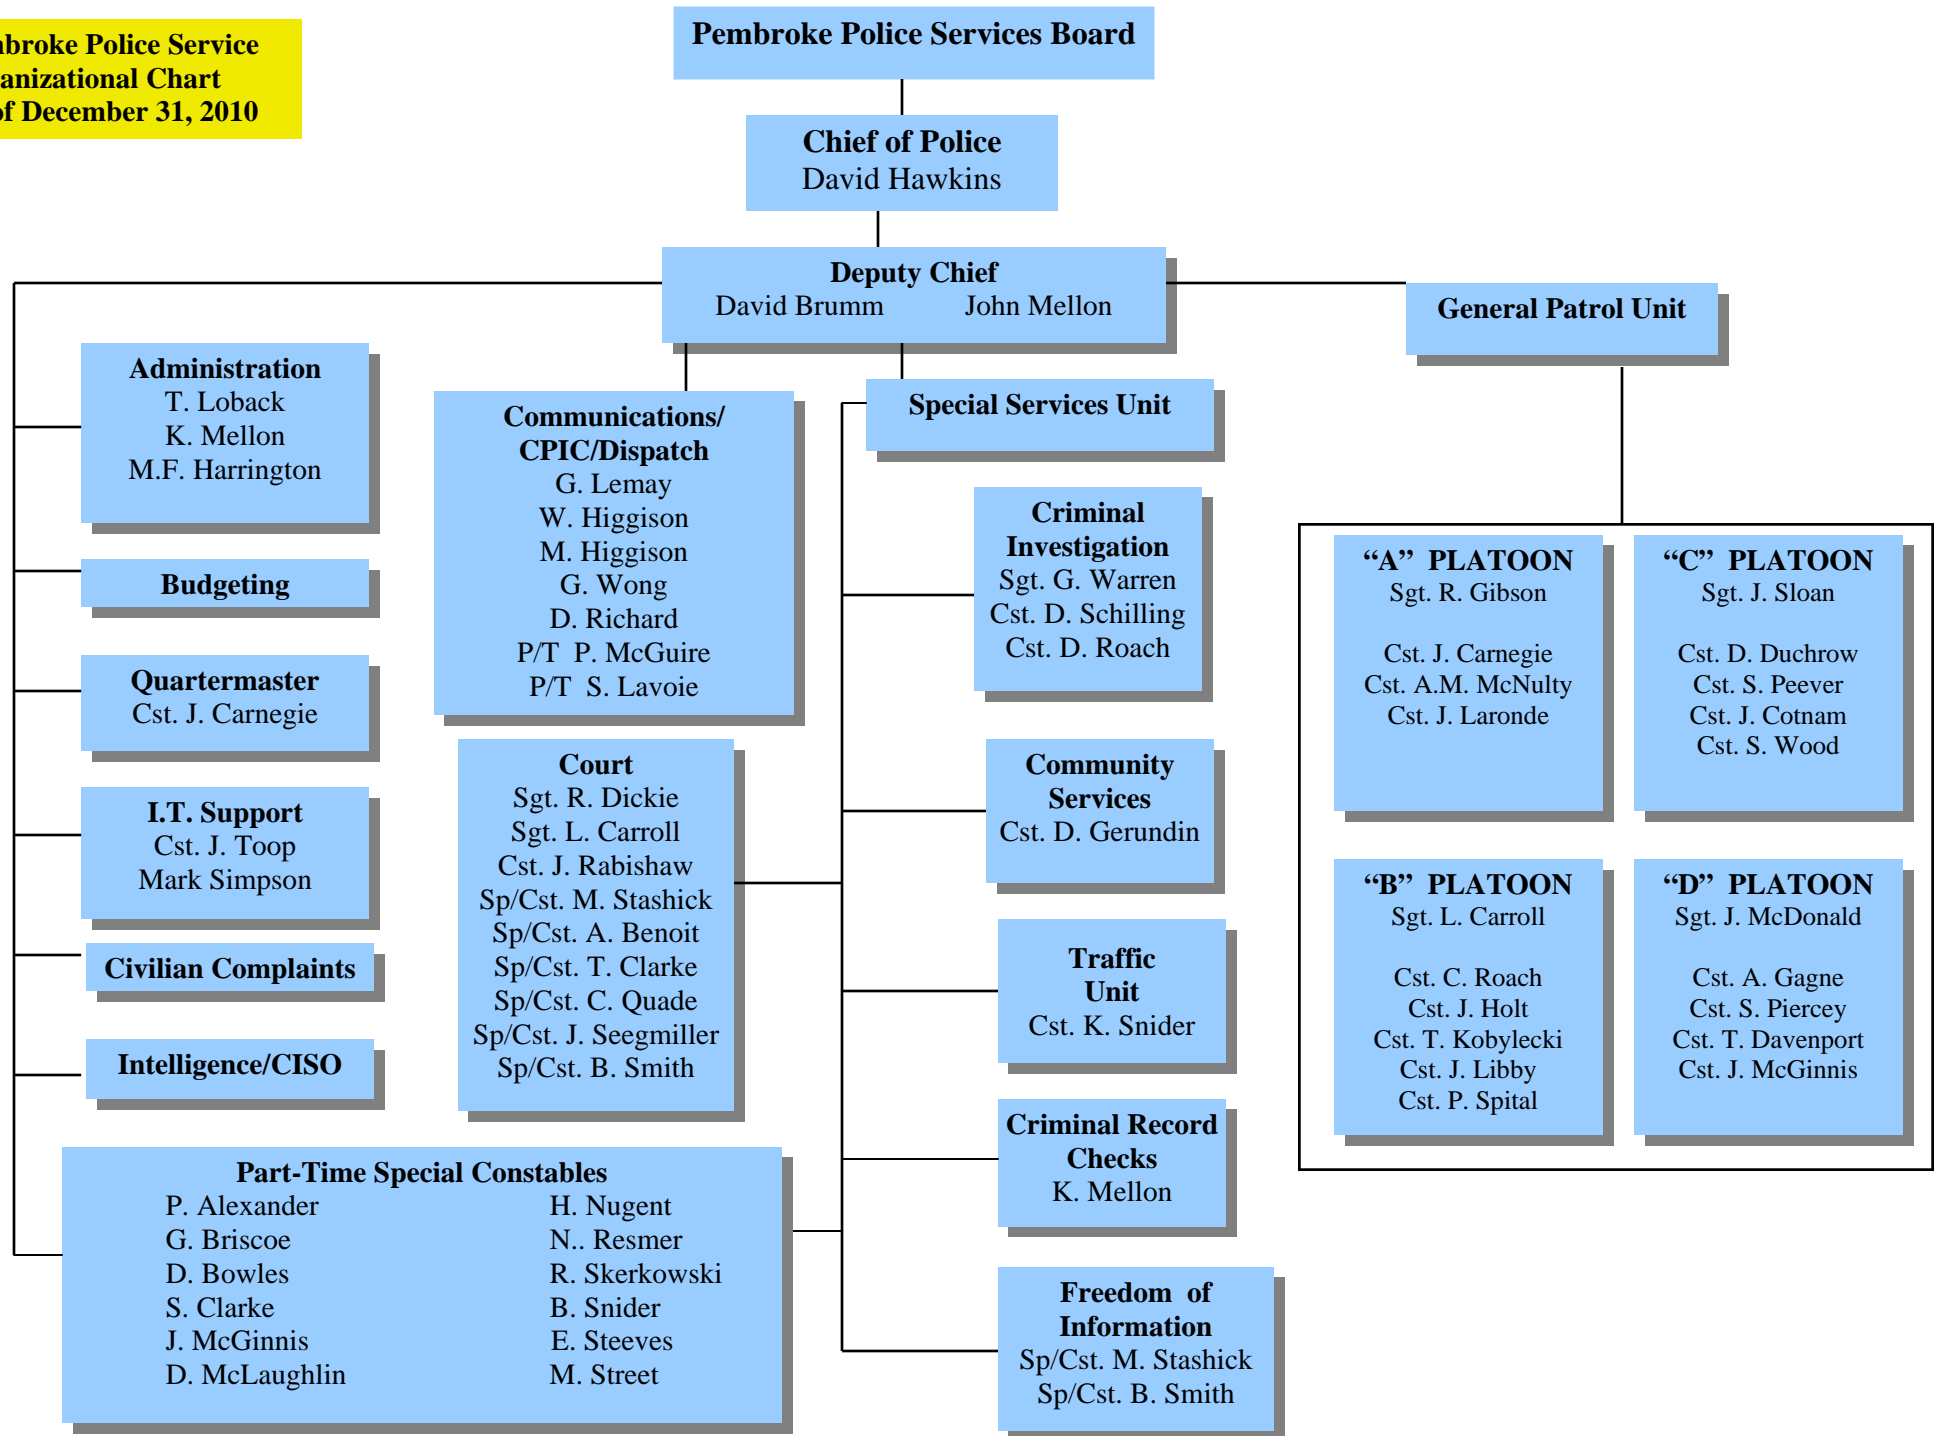 Police Service
Chart
December 31, 2010
Pembroke Police Services Board
Chief of Police
David Hawkins
Deputy Chief
David Brumm John Mellon
General Patrol Unit
Administration
T. Loback
K. Mellon
M.F. Harrington
Budgeting
Quartermaster
Cst. J. Carnegie
I.T. Support
Cst. J. Toop
Mark Simpson
Civilian Complaints
Intelligence/CISO
Communications/
CPIC/Dispatch
G. Lemay
W. Higgison
M. Higgison
G. Wong
D. Richard
P/T P. McGuire
P/T S. Lavoie
Court
Sgt. R. Dickie
Sgt. L. Carroll
Cst. J. Rabishaw
Sp/Cst. M. Stashick
Sp/Cst. A. Benoit
Sp/Cst. T. Clarke
Sp/Cst. C. Quade
Sp/Cst. J. Seegmiller
Sp/Cst. B. Smith
Part-Time Special Constables
P. Alexander H. Nugent
G. Briscoe N.. Resmer
D. Bowles R. Skerkowski
S. Clarke B. Snider
J. McGinnis E. Steeves
D. McLaughlin M. Street
Special Services Unit
Criminal
Investigation
Sgt. G. Warren
Cst. D. Schilling
Cst. D. Roach
Community
Services
Cst. D. Gerundin
Traffic
Unit
Cst. K. Snider
Criminal Record
Checks
K. Mellon
Freedom of
Information
Sp/Cst. M. Stashick
Sp/Cst. B. Smith
“A” PLATOON
Sgt. R. Gibson
Cst. J. Carnegie
Cst. A.M. McNulty
Cst. J. Laronde
“C” PLATOON
Sgt. J. Sloan
Cst. D. Duchrow
Cst. S. Peever
Cst. J. Cotnam
Cst. S. Wood
“B” PLATOON
Sgt. L. Carroll
Cst. C. Roach
Cst. J. Holt
Cst. T. Kobylecki
Cst. J. Libby
Cst. P. Spital
“D” PLATOON
Sgt. J. McDonald
Cst. A. Gagne
Cst. S. Piercey
Cst. T. Davenport
Cst. J. McGinnis